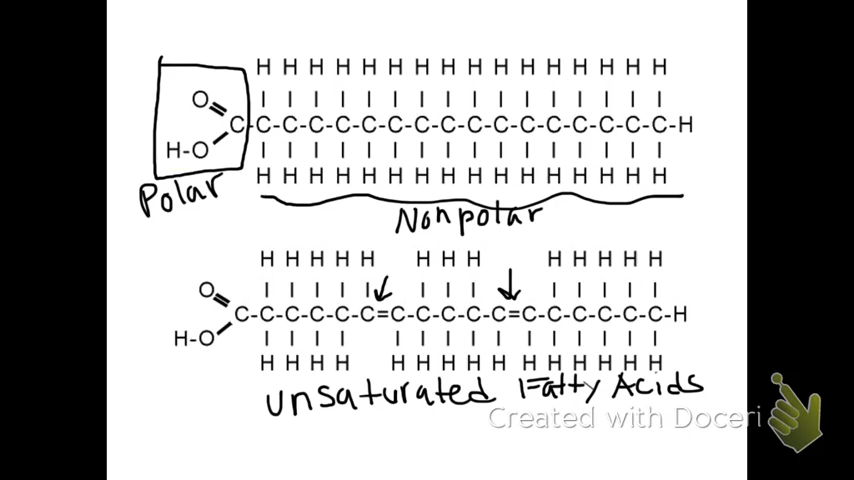 H H H H H H H H H H H H H H H H
O
C-C-C-C-C-C-C-C-C-C-C-C-C-C-C-C-C-H
H-O
H H H H H H H H H H H H H H H H
Polar
Nonpolar
H H H H H H H H H H H H H
O
C-C-C-C-C-C=C-C-C-C-C=C-C-C-C-C-C-H
H-O
H H H H H H H H H H H H H H H
unsaturated Fatty Acids
Created with Doceri